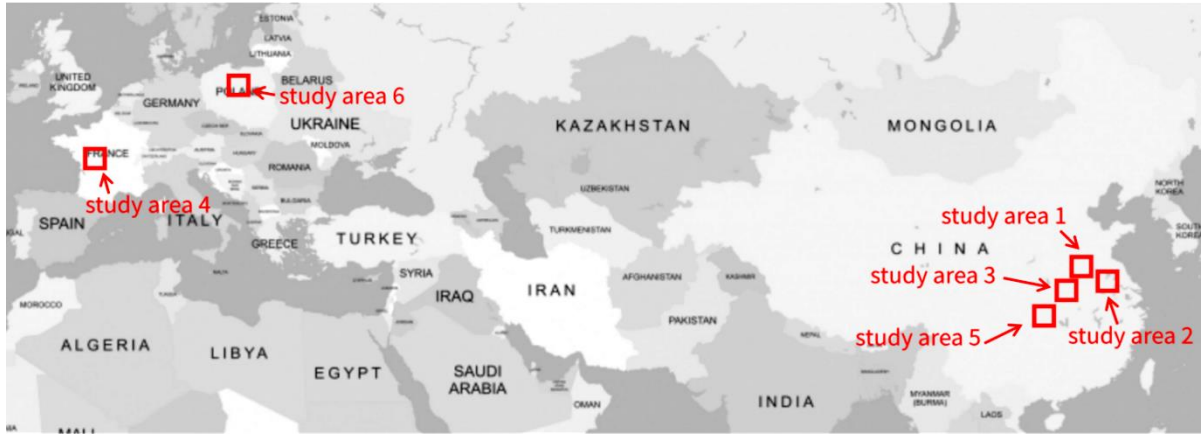 ESTONIA
LATVIA
LITHUANIA
UNITED
KINGDOM
BELARUS
POLAND
study area 6
GERMANY
KAZAKHSTAN
MONGOLIA
UKRAINE
MOLDOVA
FRANCE
ROMANIA
UZBEKISTAN
NORTH
KOREA
study area 4
study area 1
SPAIN
ITALY
BULGARIA
GREECE
TURKEY
TURKMENISTAN
CHINA
SOUTH
KOREA
study area 3
SYRIA
AFGHANISTAN
KASHMIR
IRAQ
IRAN
MOROCCO
PAKISTAN
NEPAL
study area 5
study area 2
ALGERIA
LIBYA
EGYPT
SAUDI
ARABIA
OMAN
INDIA
MYANMAR
(BURMA)
LAOS
MALI